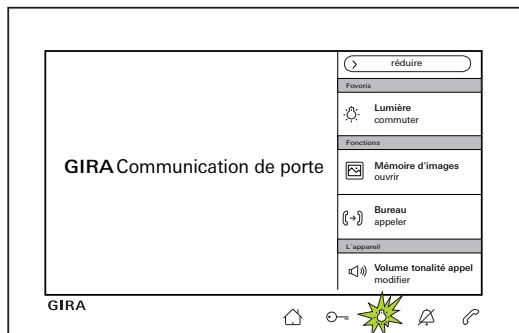 réduire
Fovoris
Lumière
commuter
Fonctions
GIRA Communication de porte
Mémoire d'images
ouvrir
Bureau
appeler
L´appareil
Volume tonalité appel
modifier
GIRA